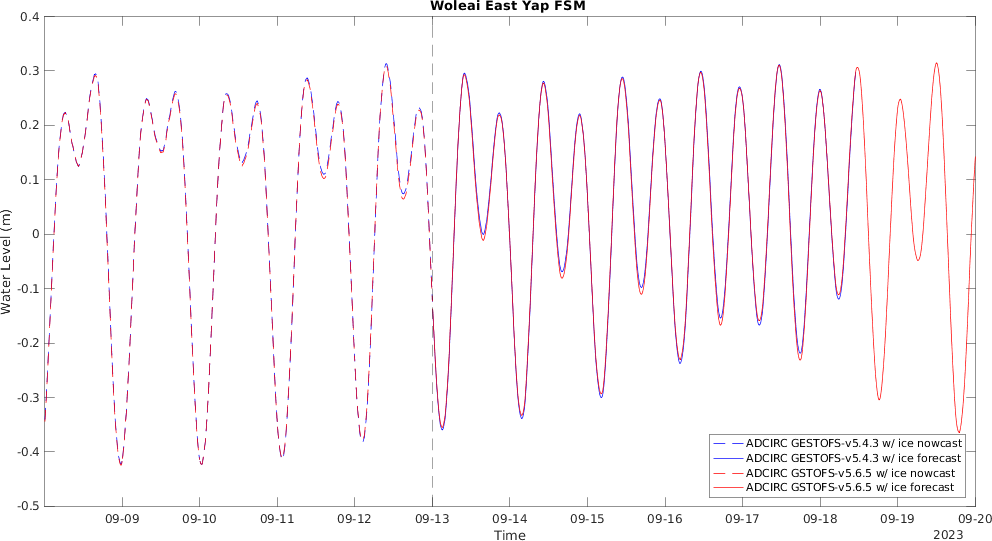 Woleai East Yap FSM
0.4
0.3
0.2
0.1
0
-0.1
-0.2
-0.3
-0.4
-0.5
Water Level (m)
ADCIRC GESTOFS-v5.4.3 w/ ice nowcast
ADCIRC GESTOFS-v5.4.3 w/ ice forecast
ADCIRC GSTOFS-v5.6.5 w/ ice nowcast
ADCIRC GSTOFS-v5.6.5 w/ ice forecast
09-09 09-10 09-11 09-12 09-13 09-14 09-15 09-16 09-17 09-18 09-19 09-20
Time
2023